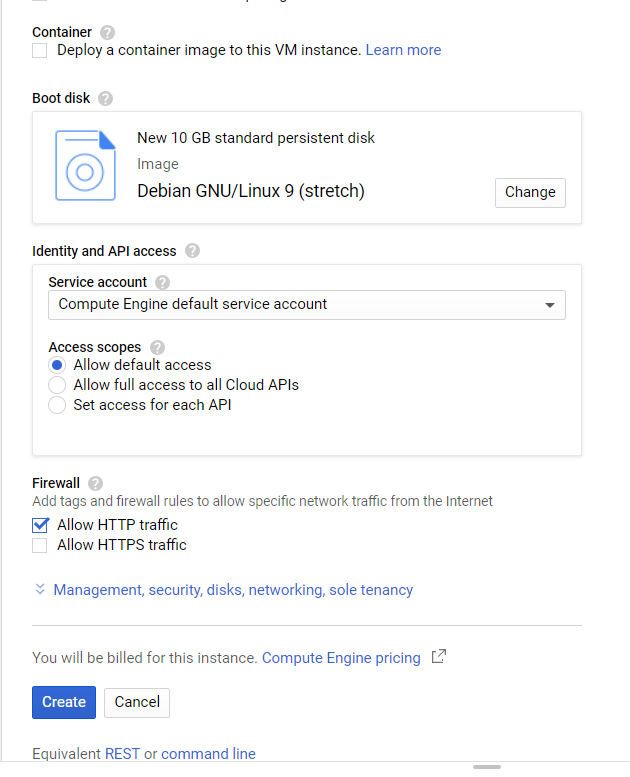 Container
Deploy a container image to this VM instance. Learn more
Boot disk
New 10 GB standard persistent disk
Image
Debian GNU/Linux 9 (stretch)
Change
Identity and API access
Service account
Compute Engine default service account
Access scopes
Allow default access
Allow full access to all Cloud APIs
Set access for each API
Firewall
Add tags and firewall rules to allow specific network traffic from the Internet
Allow HTTP traffic
Allow HTTPS traffic
Management, security, disks, networking, sole tenancy
You will be billed for this instance. Compute Engine pricing
Create Cancel
Equivalent REST or command line